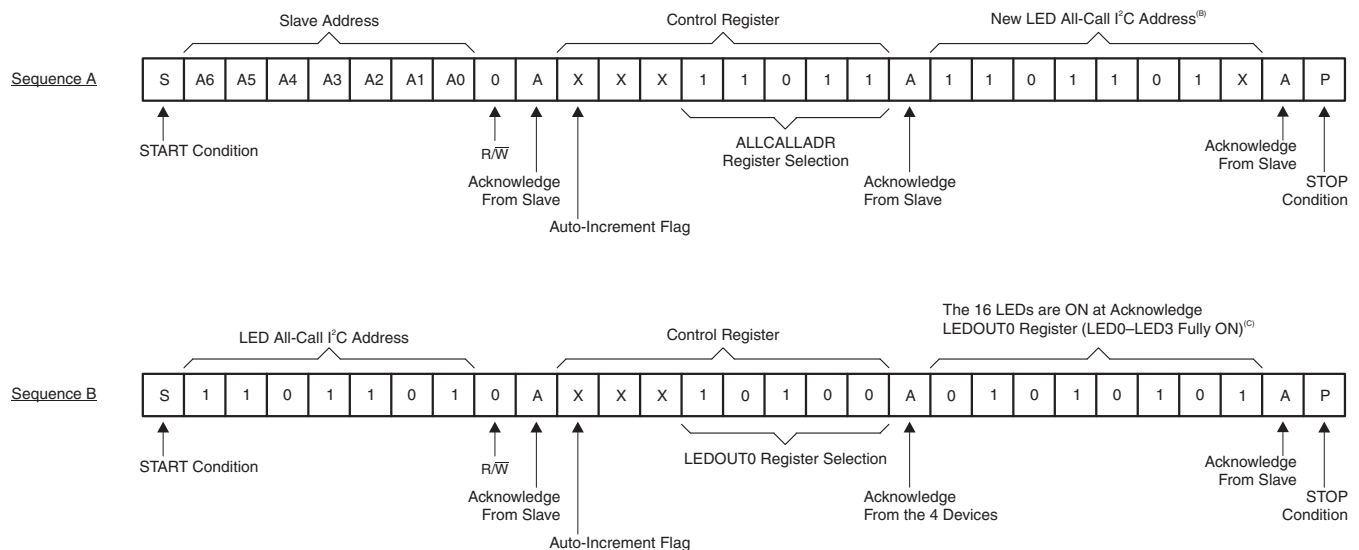 Slave Address
Control Register
New LED All-Call I²C Address(B)
Sequence A
S A6 A5 A4 A3 A2 A1 A0 0 A X X X 1 1 0 1 1 A 1 1 0 1 1 0 1 X A P
START Condition
R/W̅
ALLCALLADR
Register Selection
Acknowledge
From Slave
Acknowledge
From Slave
Acknowledge
From Slave
STOP
Condition
Auto-Increment Flag
LED All-Call I²C Address
Control Register
The 16 LEDs are ON at Acknowledge
LEDOUT0 Register (LED0–LED3 Fully ON)(C)
Sequence B
S 1 1 0 1 1 0 1 0 A X X X 1 0 1 0 0 A 0 1 0 1 0 1 0 1 A P
START Condition
R/W̅
LEDOUT0 Register Selection
Acknowledge
From Slave
Acknowledge
From Slave
Acknowledge
From the 4 Devices
STOP
Condition
Auto-Increment Flag